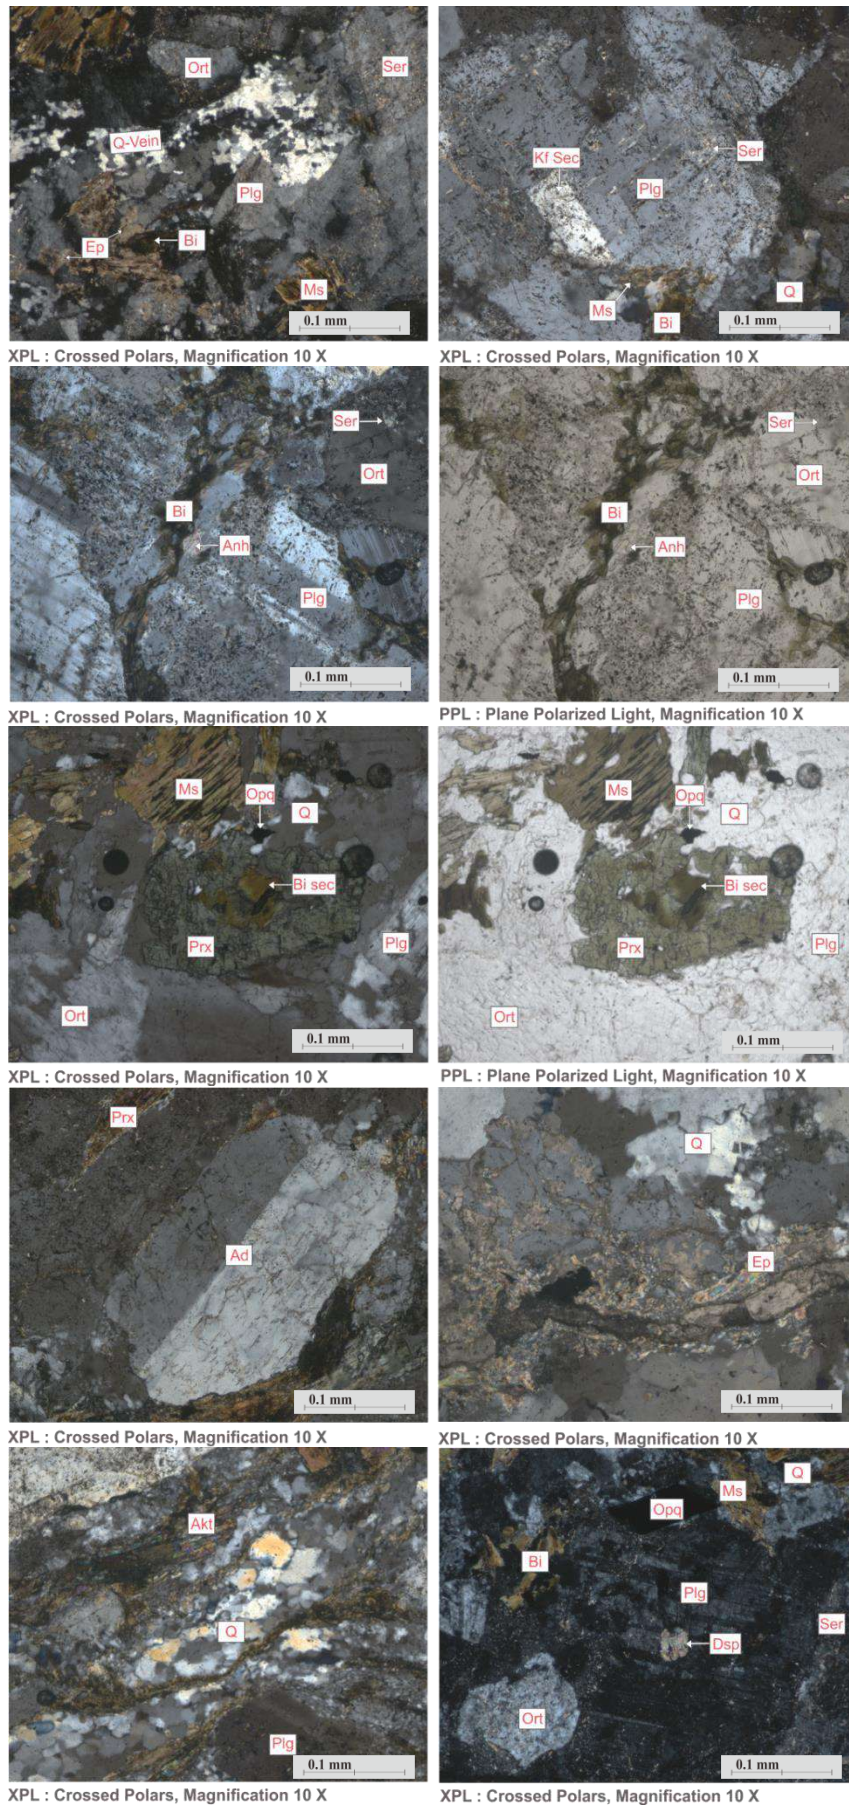 Ort
Ser
Q-Vein
Plg
Ep
Bi
Ms
0.1 mm
XPL : Crossed Polars, Magnification 10 X
Kf Sec
Ser
Plg
Ms
Bi
Q
0.1 mm
XPL : Crossed Polars, Magnification 10 X
Ser
Ort
Bi
Anh
Plg
0.1 mm
XPL : Crossed Polars, Magnification 10 X
Ser
Ort
Bi
Anh
Plg
0.1 mm
PPL : Plane Polarized Light, Magnification 10 X
Ms
Opq
Q
Bi sec
Prx
Plg
Ort
0.1 mm
XPL : Crossed Polars, Magnification 10 X
Ms
Opq
Q
Bi sec
Prx
Plg
Ort
0.1 mm
PPL : Plane Polarized Light, Magnification 10 X
Prx
Ad
0.1 mm
XPL : Crossed Polars, Magnification 10 X
Q
Ep
0.1 mm
XPL : Crossed Polars, Magnification 10 X
Akt
Q
Plg
0.1 mm
XPL : Crossed Polars, Magnification 10 X
Q
Ms
Opq
Bi
Plg
Ser
Dsp
Ort
0.1 mm
XPL : Crossed Polars, Magnification 10 X